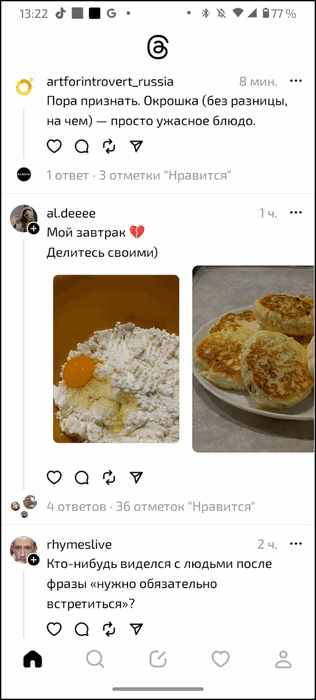 13:22 G 77 %
artforintrovert_russia 8 мин.
Пора признать. Окрошка (без разницы,
на чем) — просто ужасное блюдо.
1 ответ · 3 отметки "Нравится"
al.deeee 1 ч.
Мой завтрак 💔
Делитесь своими)
4 ответов · 36 отметок "Нравится"
rhymeslive 2 ч.
Кто-нибудь виделся с людьми после
фразы «нужно обязательно
встретиться»?